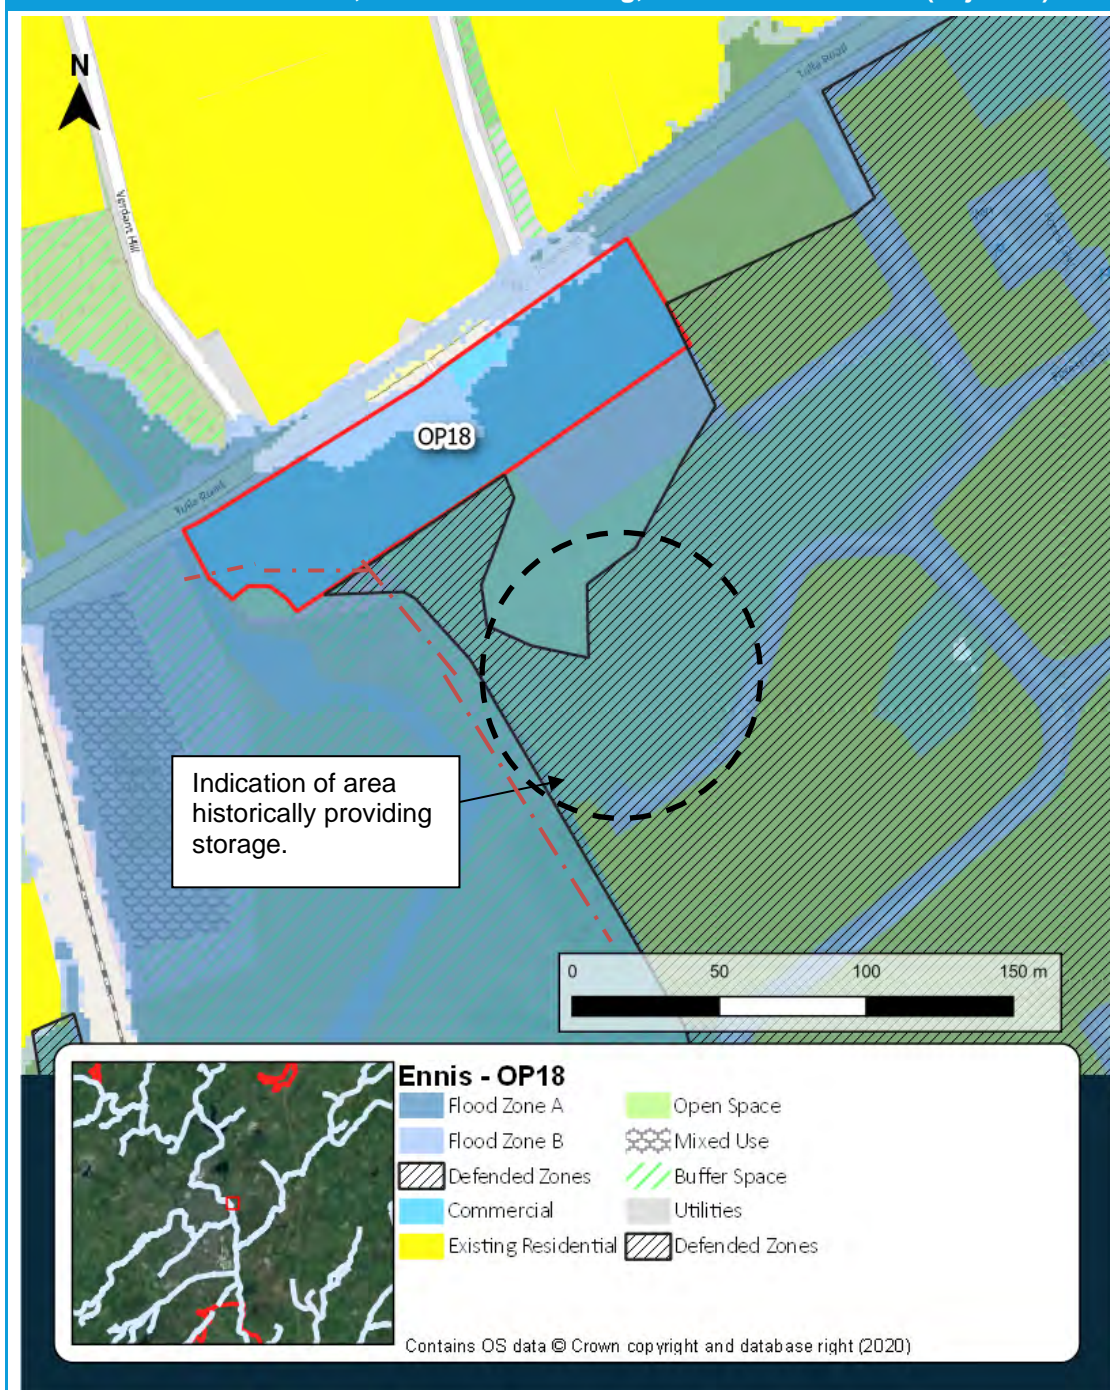 N
Tulla Road
Verdant Hill
OP18
Tulla Road
Indication of area
historically providing
storage.
0 50 100 150 m
Ennis - OP18
Flood Zone A
Flood Zone B
Defended Zones
Commercial
Existing Residential
Open Space
Mixed Use
Buffer Space
Utilities
Defended Zones
Contains OS data © Crown copyright and database right (2020)